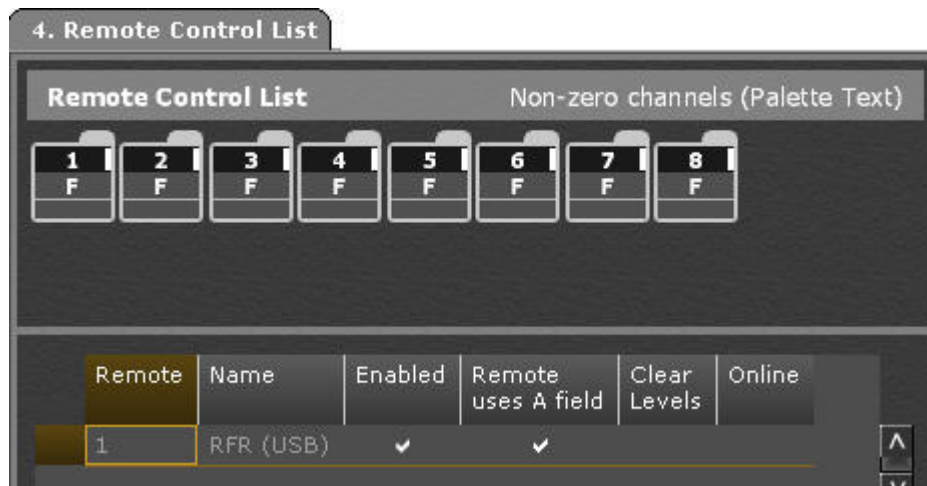 4. Remote Control List
Remote Control List Non-zero channels (Palette Text)
1 2 3 4 5 6 7 8
F F F F F F F F
Remote Name Enabled Remote uses A field Clear Levels Online
1 RFR (USB)